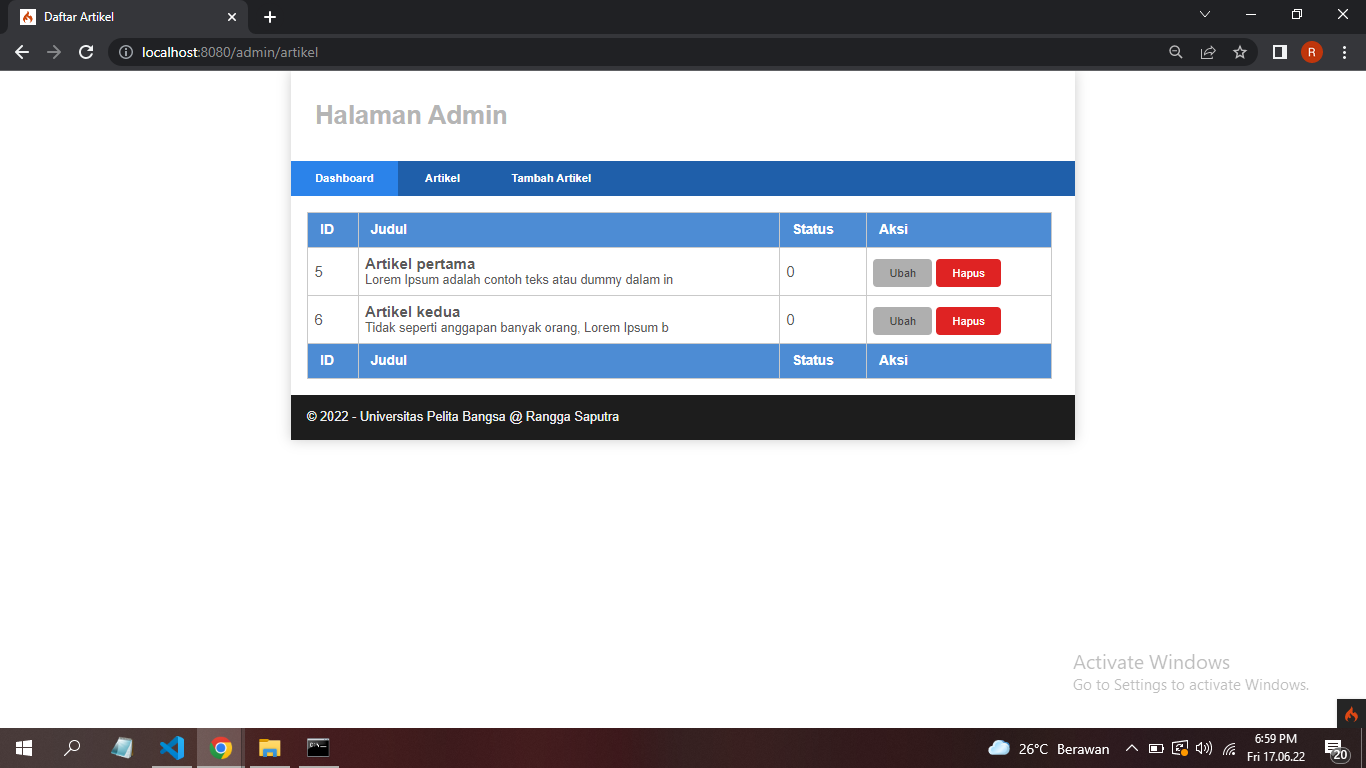 Daftar Artikel
localhost:8080/admin/artikel
R
Halaman Admin
Dashboard Artikel Tambah Artikel
ID Judul Status Aksi
5 Artikel pertama 0 Ubah Hapus
Lorem Ipsum adalah contoh teks atau dummy dalam in
6 Artikel kedua 0 Ubah Hapus
Tidak seperti anggapan banyak orang, Lorem Ipsum b
ID Judul Status Aksi
© 2022 - Universitas Pelita Bangsa @ Rangga Saputra
Activate Windows
Go to Settings to activate Windows.
26°C Berawan
6:59 PM
Fri 17.06.22
20